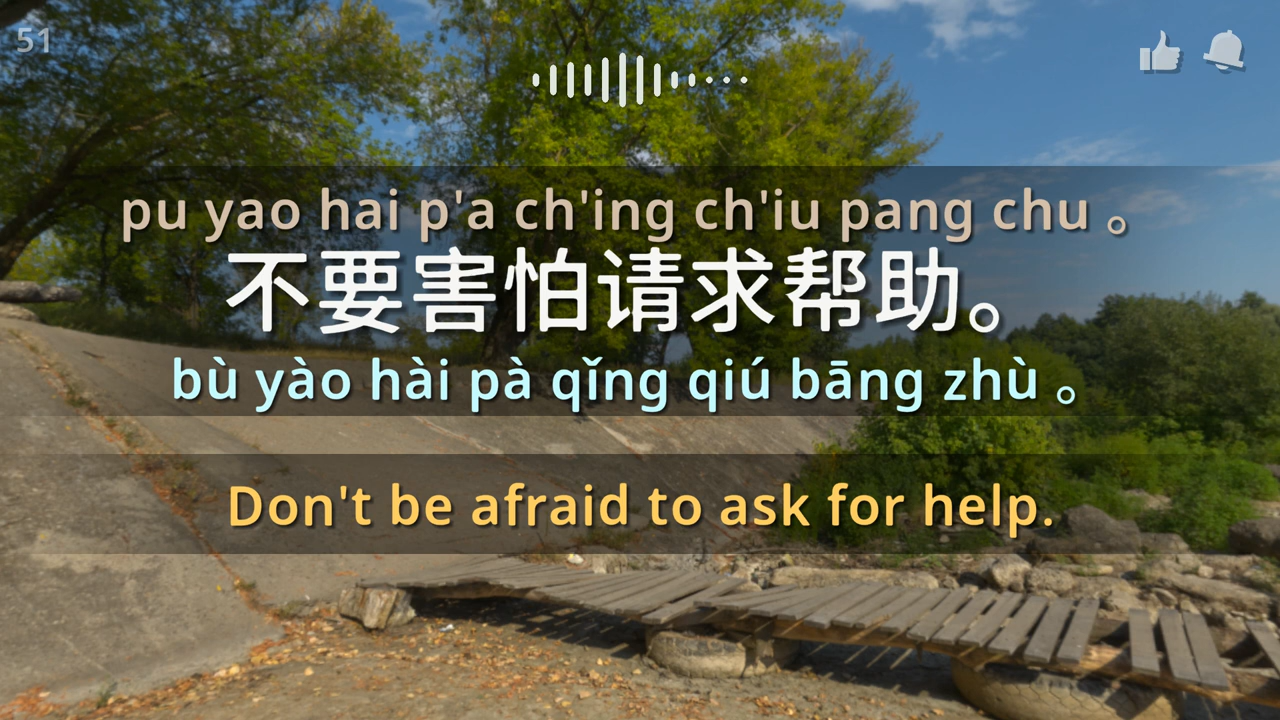 51
pu yao hai p'a ch'ing ch'iu pang chu 。
不要害怕请求帮助。
bù yào hài pà qǐng qiú bāng zhù 。
Don't be afraid to ask for help.